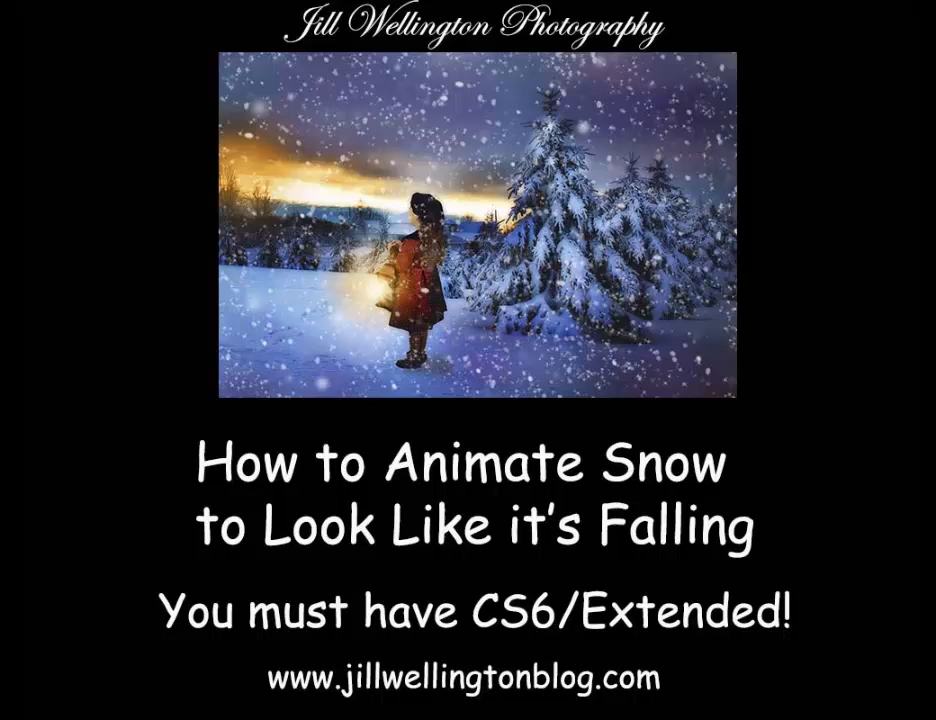 Jill Wellington Photography
How to Animate Snow
to Look Like it's Falling
You must have CS6/Extended!
www.jillwellingtonblog.com